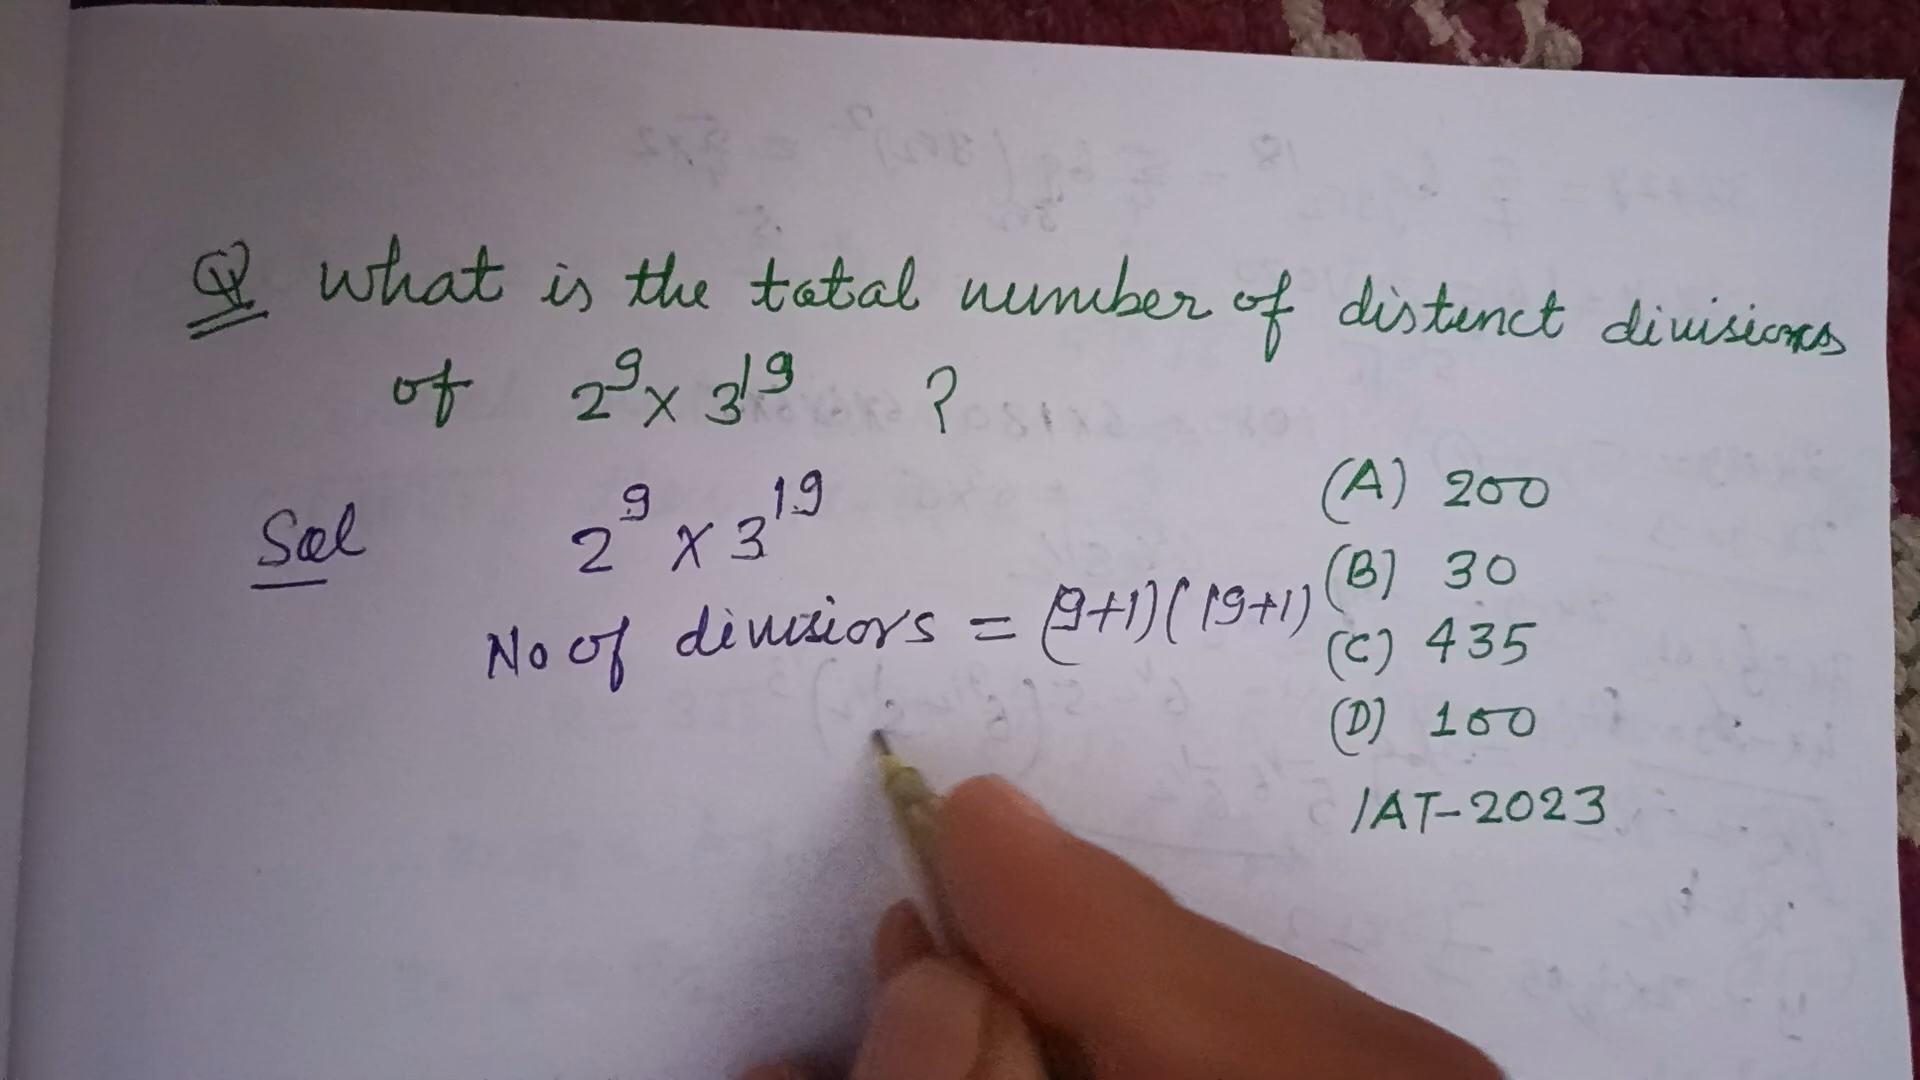 Q What is the total number of distinct divisions
of 2^9 × 3^19 ?
Sol 2^9 × 3^19
No of divisiors = (9+1)(19+1)
(A) 200
(B) 30
(C) 435
(D) 100
IAT-2023